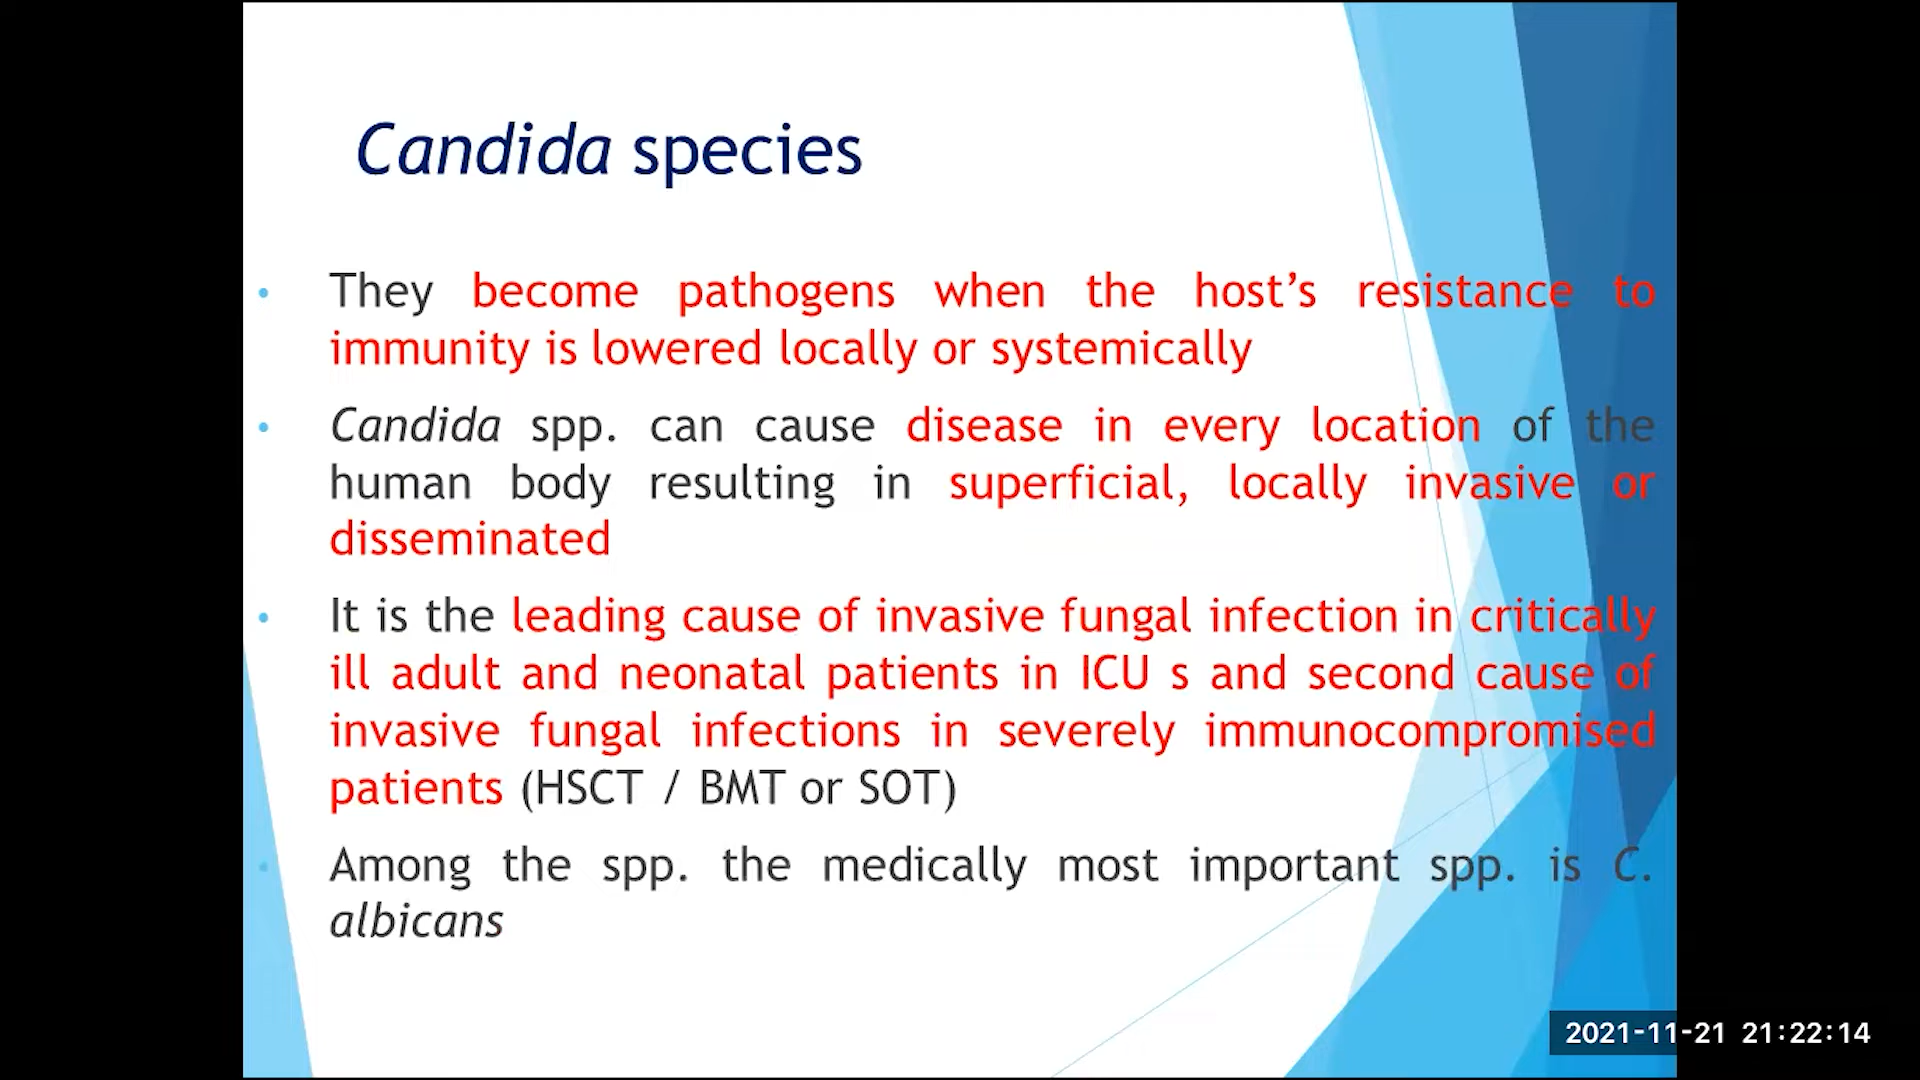 Candida species
• They become pathogens when the host’s resistance to
immunity is lowered locally or systemically
• Candida spp. can cause disease in every location of the
human body resulting in superficial, locally invasive or
disseminated
• It is the leading cause of invasive fungal infection in critically
ill adult and neonatal patients in ICU s and second cause of
invasive fungal infections in severely immunocompromised
patients (HSCT / BMT or SOT)
• Among the spp. the medically most important spp. is C.
albicans
2021-11-21 21:22:14